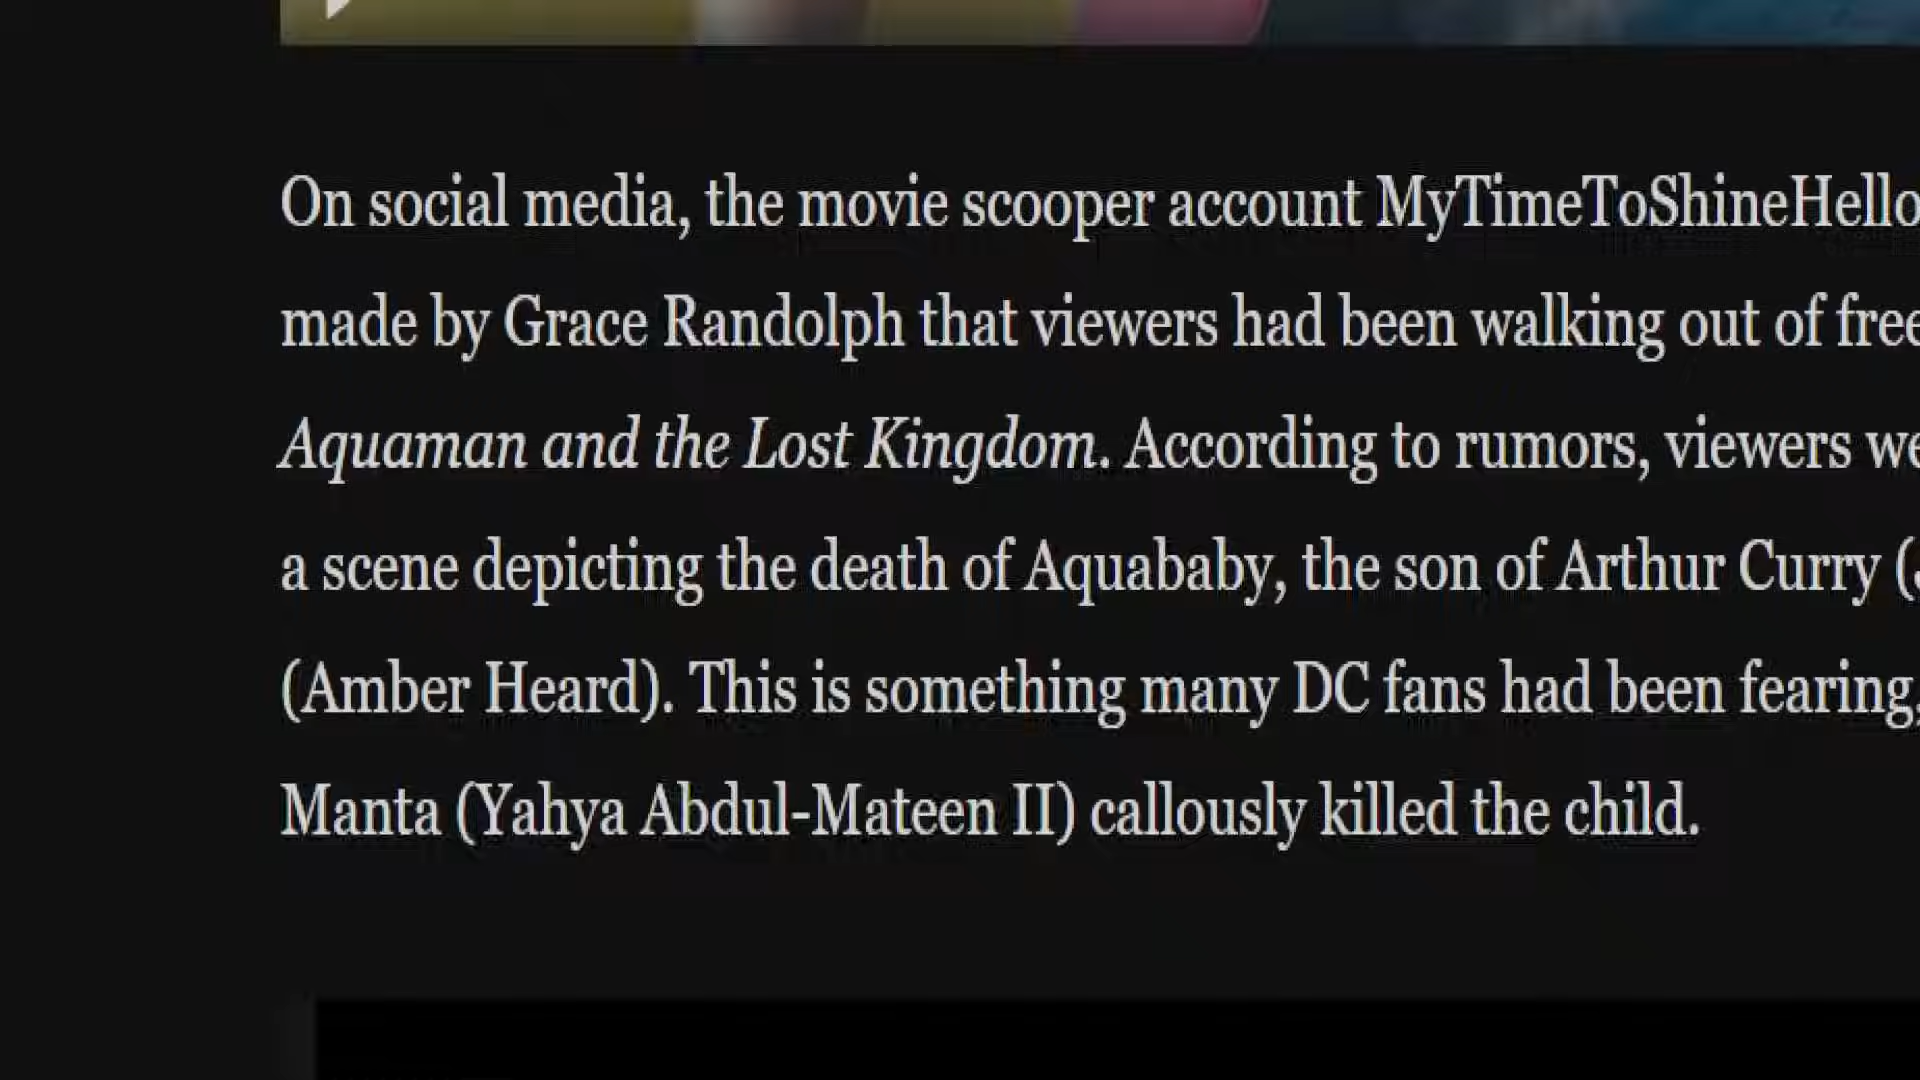 On social media, the movie scooper account MyTimeToShineHello
made by Grace Randolph that viewers had been walking out of free
Aquaman and the Lost Kingdom. According to rumors, viewers we
a scene depicting the death of Aquababy, the son of Arthur Curry (
(Amber Heard). This is something many DC fans had been fearing,
Manta (Yahya Abdul-Mateen II) callously killed the child.